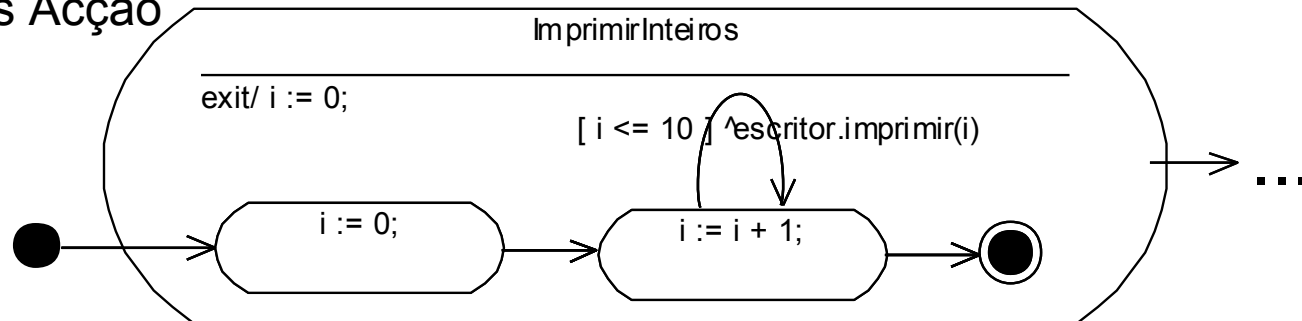 s Acção
ImprimirInteiros
exit/ i := 0;
[ i <= 10 ] ^escritor.imprimir(i)
...
i := 0;
i := i + 1;